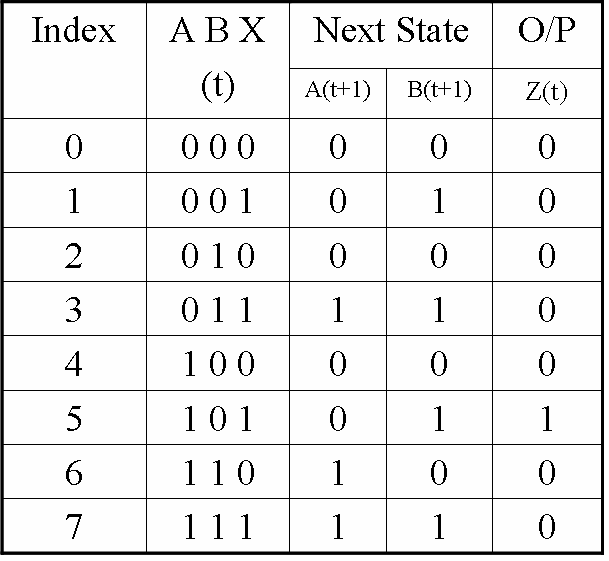 Index A B X Next State O/P
(t) A(t+1) B(t+1) Z(t)
0 0 0 0 0 0 0
1 0 0 1 0 1 0
2 0 1 0 0 0 0
3 0 1 1 1 1 0
4 1 0 0 0 0 0
5 1 0 1 0 1 1
6 1 1 0 1 0 0
7 1 1 1 1 1 0